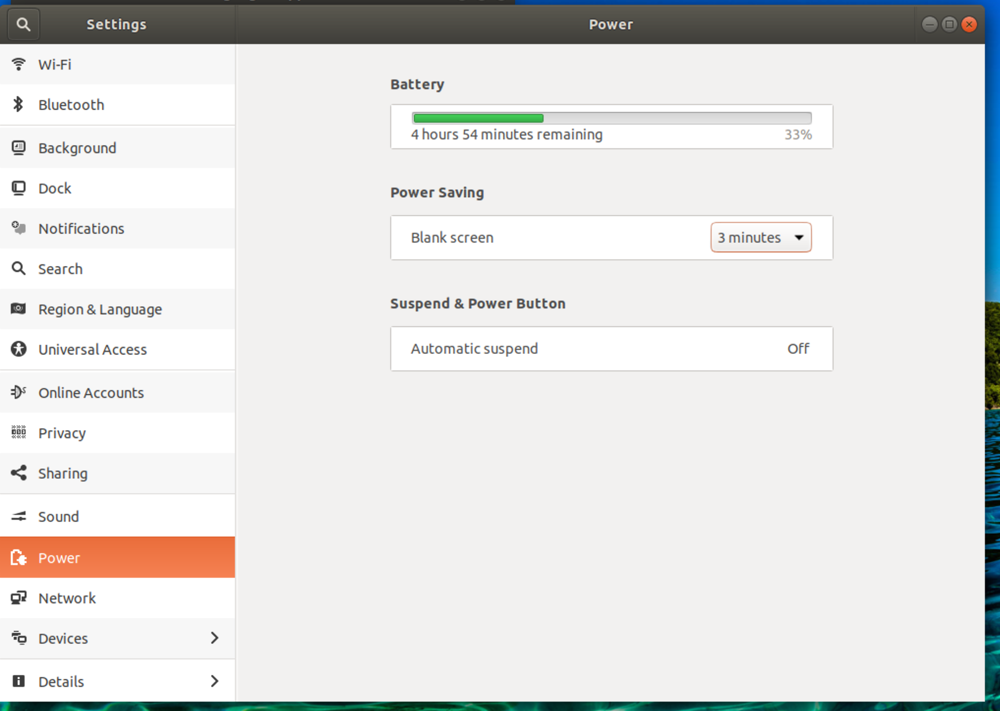 Settings
Power
Wi-Fi
Bluetooth
Background
Dock
Notifications
Search
Region & Language
Universal Access
Online Accounts
Privacy
Sharing
Sound
Power
Network
Devices
Details
Battery
4 hours 54 minutes remaining 33%
Power Saving
Blank screen 3 minutes
Suspend & Power Button
Automatic suspend Off